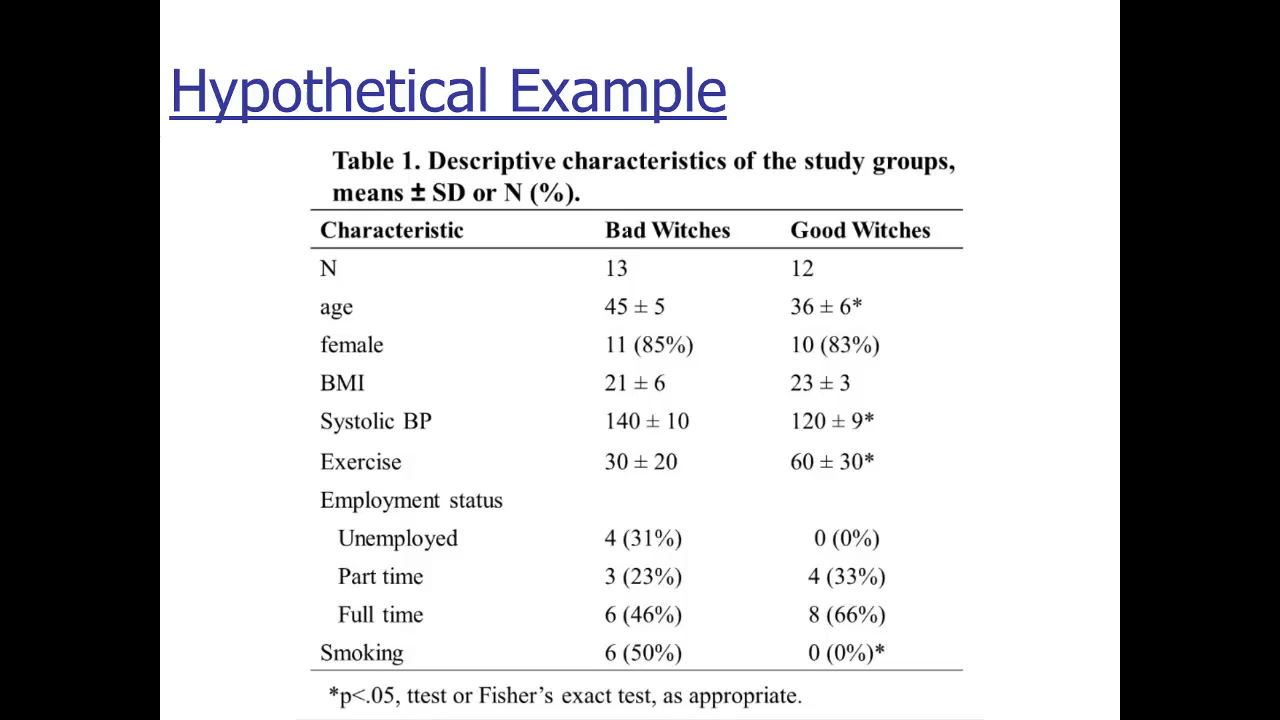 Hypothetical Example
Table 1. Descriptive characteristics of the study groups,
means ± SD or N (%).
Characteristic Bad Witches Good Witches
N 13 12
age 45 ± 5 36 ± 6*
female 11 (85%) 10 (83%)
BMI 21 ± 6 23 ± 3
Systolic BP 140 ± 10 120 ± 9*
Exercise 30 ± 20 60 ± 30*
Employment status
Unemployed 4 (31%) 0 (0%)
Part time 3 (23%) 4 (33%)
Full time 6 (46%) 8 (66%)
Smoking 6 (50%) 0 (0%)*
*p<.05, ttest or Fisher’s exact test, as appropriate.